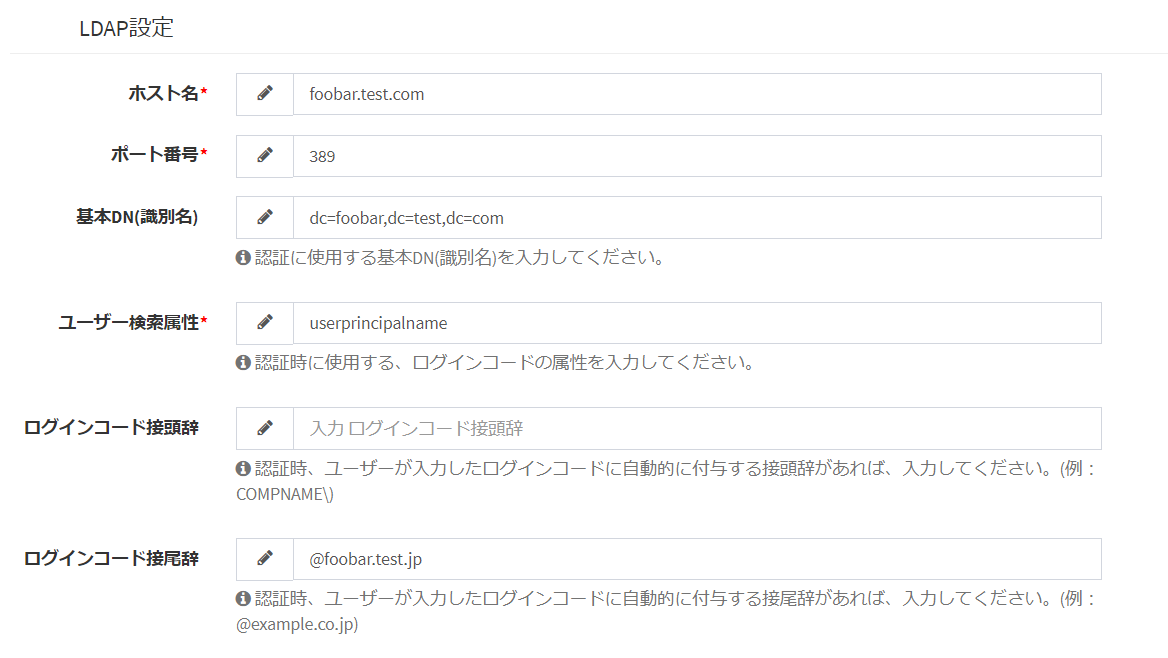 LDAP設定
ホスト名*
foobar.test.com
ポート番号*
389
基本DN(識別名)
dc=foobar,dc=test,dc=com
認証に使用する基本DN(識別名)を入力してください。
ユーザー検索属性*
userprincipalname
認証時に使用する、ログインコードの属性を入力してください。
ログインコード接頭辞
入力 ログインコード接頭辞
認証時、ユーザーが入力したログインコードに自動的に付与する接頭辞があれば、入力してください。(例：
COMPNAME\)
ログインコード接尾辞
@foobar.test.jp
認証時、ユーザーが入力したログインコードに自動的に付与する接尾辞があれば、入力してください。(例：
@example.co.jp)